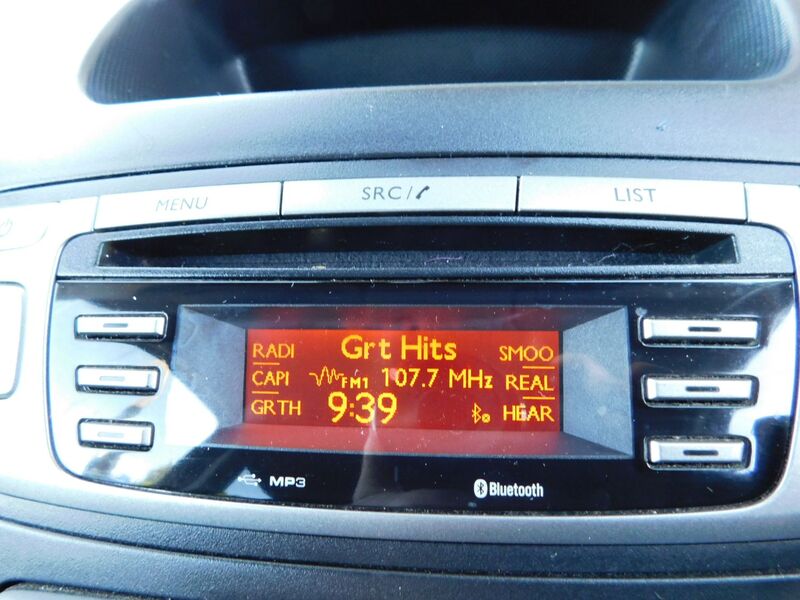 MENU
SRC/
LIST
RADI Grt Hits SMOO
CAPI FM1 107.7 MHz REAL
GRTH 9:39 HEAR
MP3
Bluetooth